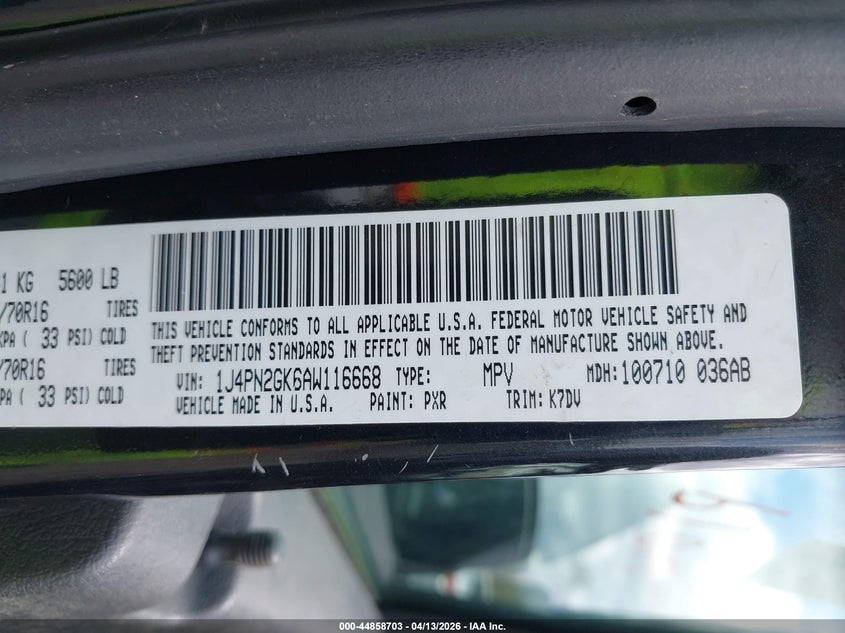 1 KG 5600 LB
/70R16 TIRES
KPA ( 33 PSI) COLD
/70R16 TIRES
PA ( 33 PSI) COLD
THIS VEHICLE CONFORMS TO ALL APPLICABLE U.S.A. FEDERAL MOTOR VEHICLE SAFETY AND
THEFT PREVENTION STANDARDS IN EFFECT ON THE DATE OF MANUFACTURE SHOWN ABOVE.
VIN: 1J4PN2GK6AW116668 TYPE: MPV MDH: 100710 036AB
VEHICLE MADE IN U.S.A. PAINT: PXR TRIM: K7DV
000-44858703 — 04/13/2026 — IAA Inc.